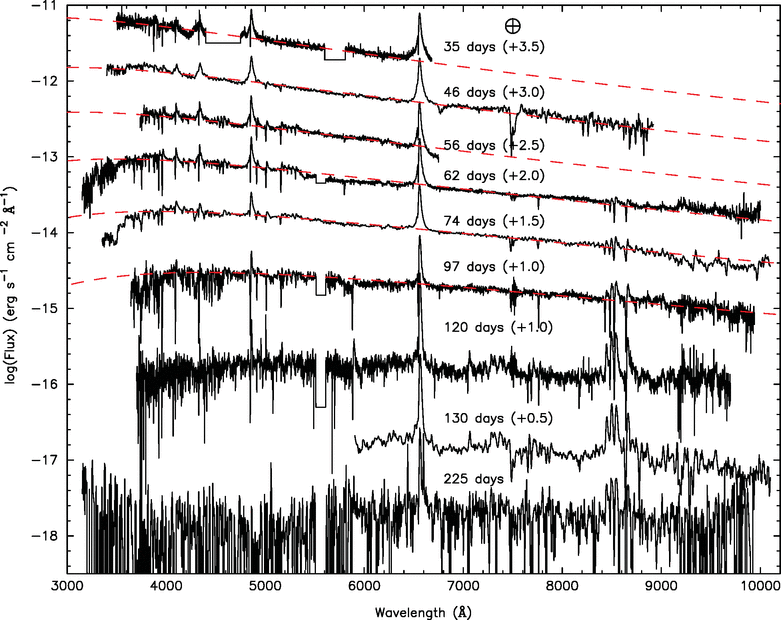 −11
35 days (+3.5)
−12
46 days (+3.0)
56 days (+2.5)
−13
62 days (+2.0)
74 days (+1.5)
−14
97 days (+1.0)
−15
120 days (+1.0)
−16
130 days (+0.5)
−17
225 days
−18
log(Flux) (erg s⁻¹ cm ⁻² Å⁻¹)
3000 4000 5000 6000 7000 8000 9000 10000
Wavelength (Å)